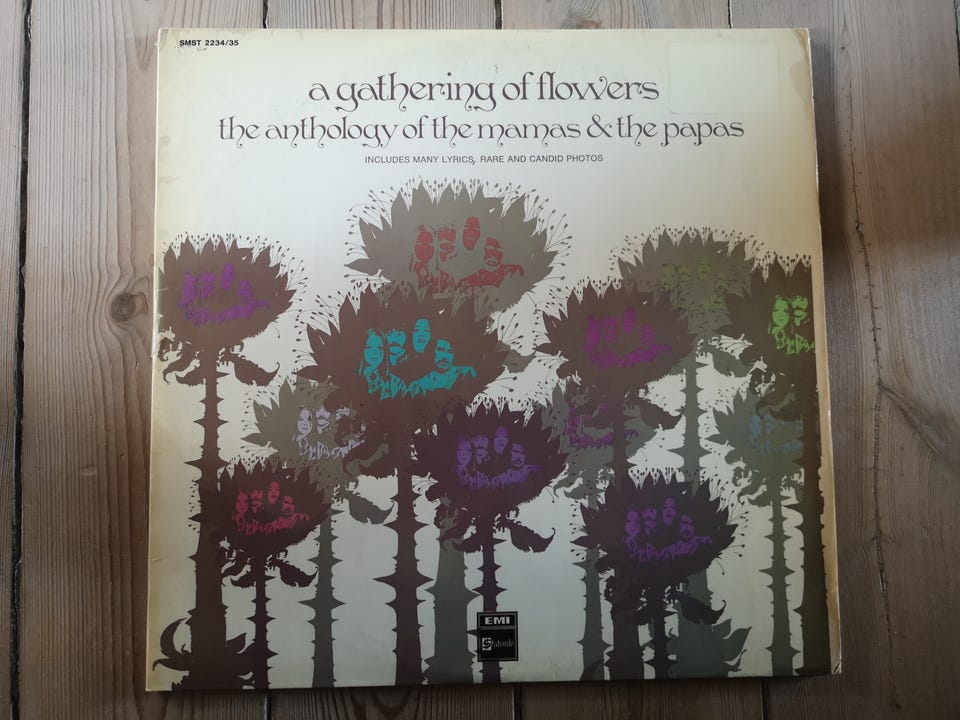 SMST 2234/35
a gathering of flowers
the anthology of the mamas & the papas
INCLUDES MANY LYRICS, RARE AND CANDID PHOTOS
EMI
Stateside